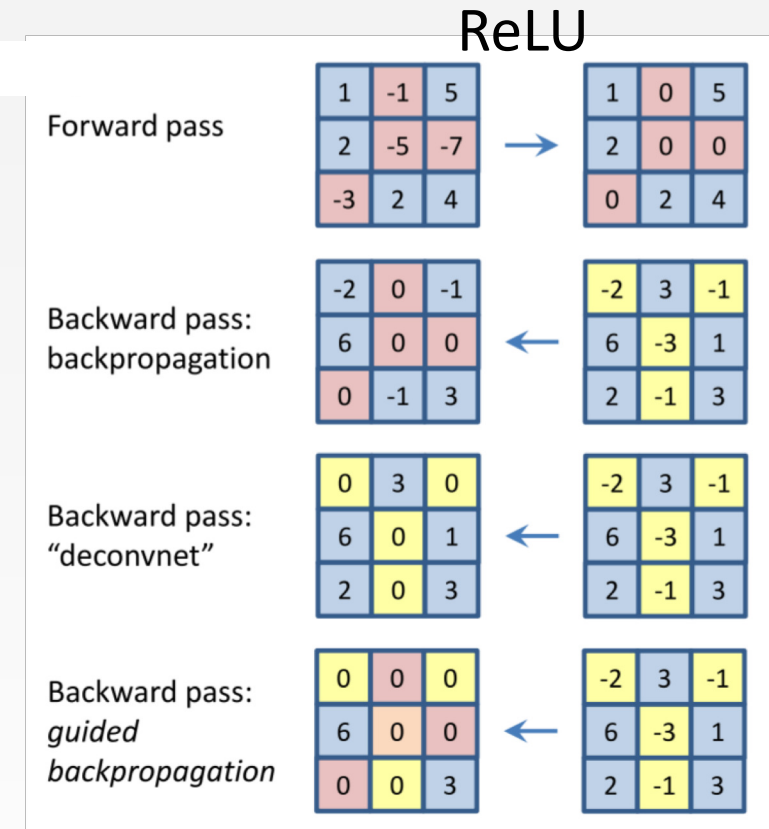 ReLU
Forward pass
1 -1 5 1 0 5
2 -5 -7 2 0 0
-3 2 4 0 2 4
Backward pass:
backpropagation
-2 0 -1 -2 3 -1
6 0 0 6 -3 1
0 -1 3 2 -1 3
Backward pass:
“deconvnet”
0 3 0 -2 3 -1
6 0 1 6 -3 1
2 0 3 2 -1 3
Backward pass:
guided
backpropagation
0 0 0 -2 3 -1
6 0 0 6 -3 1
0 0 3 2 -1 3